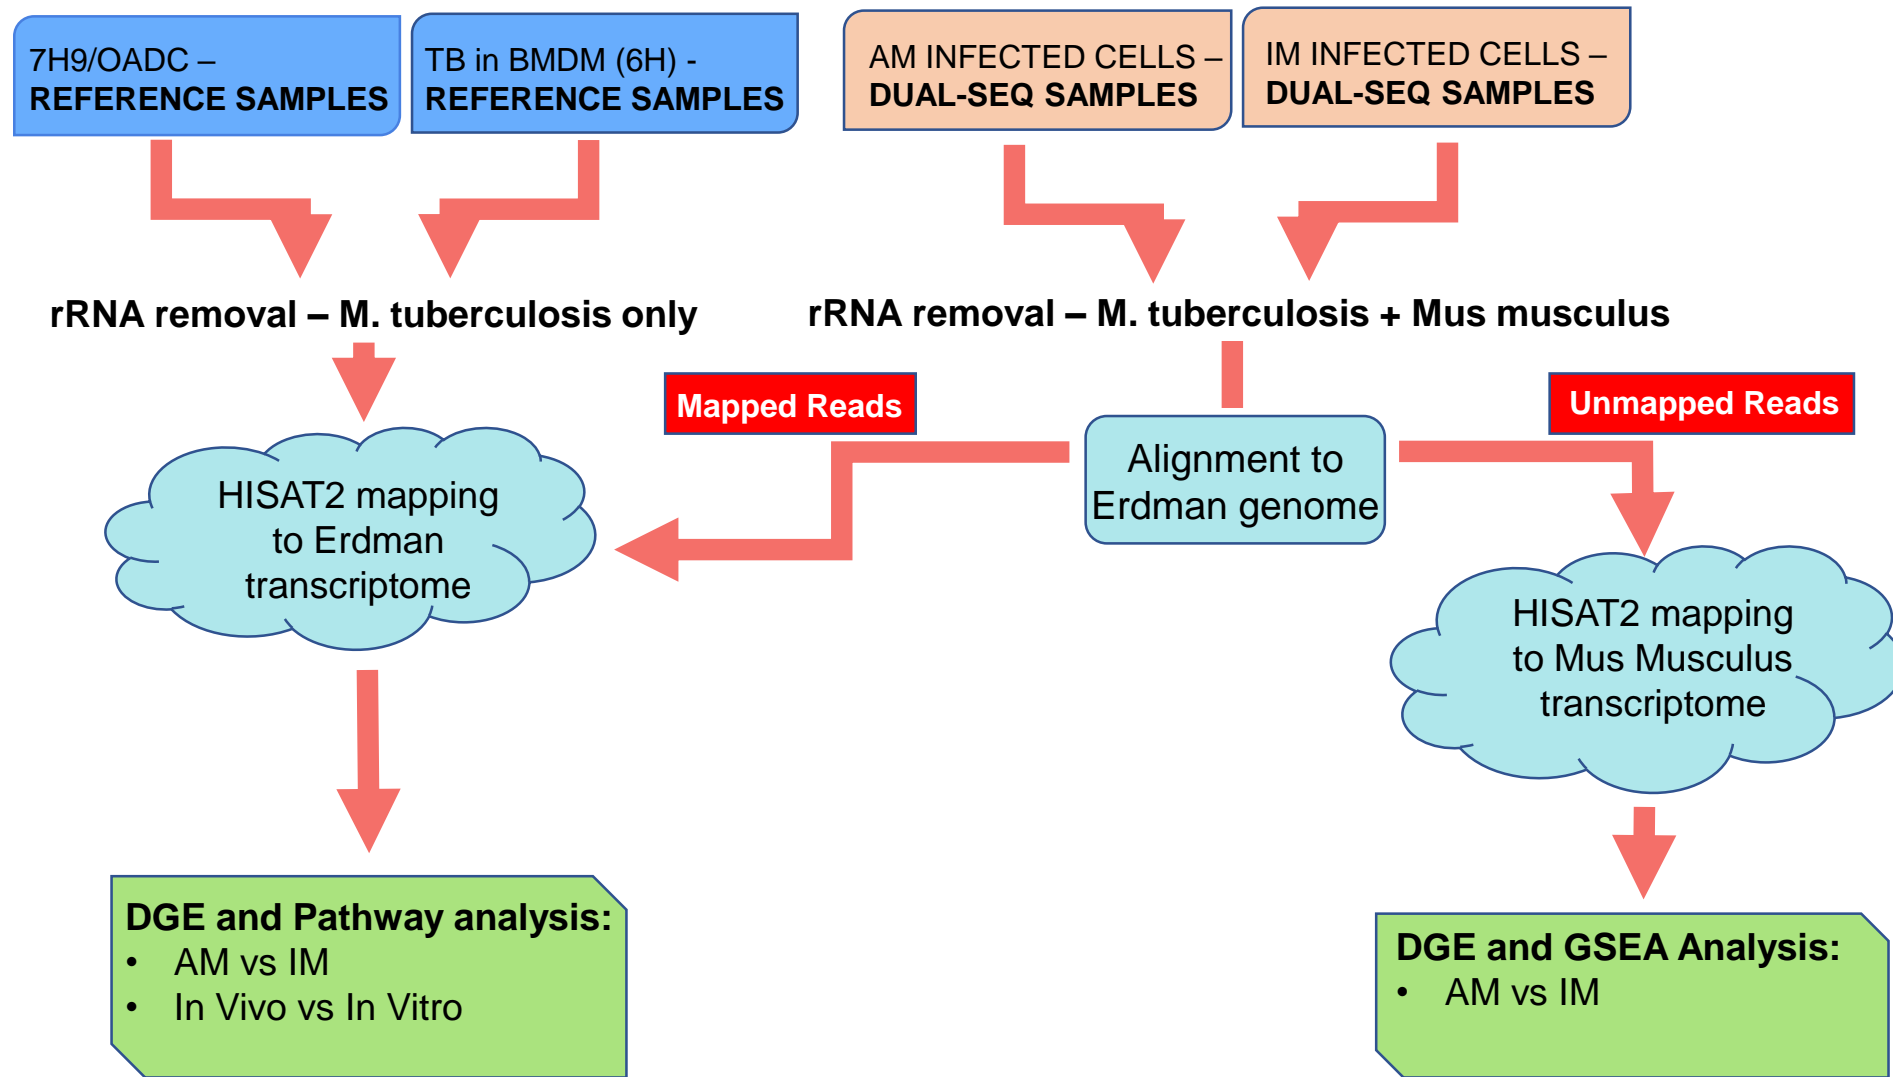 7H9/OADC –
REFERENCE SAMPLES
TB in BMDM (6H) -
REFERENCE SAMPLES
AM INFECTED CELLS –
DUAL-SEQ SAMPLES
IM INFECTED CELLS –
DUAL-SEQ SAMPLES
rRNA removal – M. tuberculosis only
rRNA removal – M. tuberculosis + Mus musculus
Mapped Reads
Unmapped Reads
Alignment to
Erdman genome
HISAT2 mapping
to Erdman
transcriptome
HISAT2 mapping
to Mus Musculus
transcriptome
DGE and Pathway analysis:
• AM vs IM
• In Vivo vs In Vitro
DGE and GSEA Analysis:
• AM vs IM